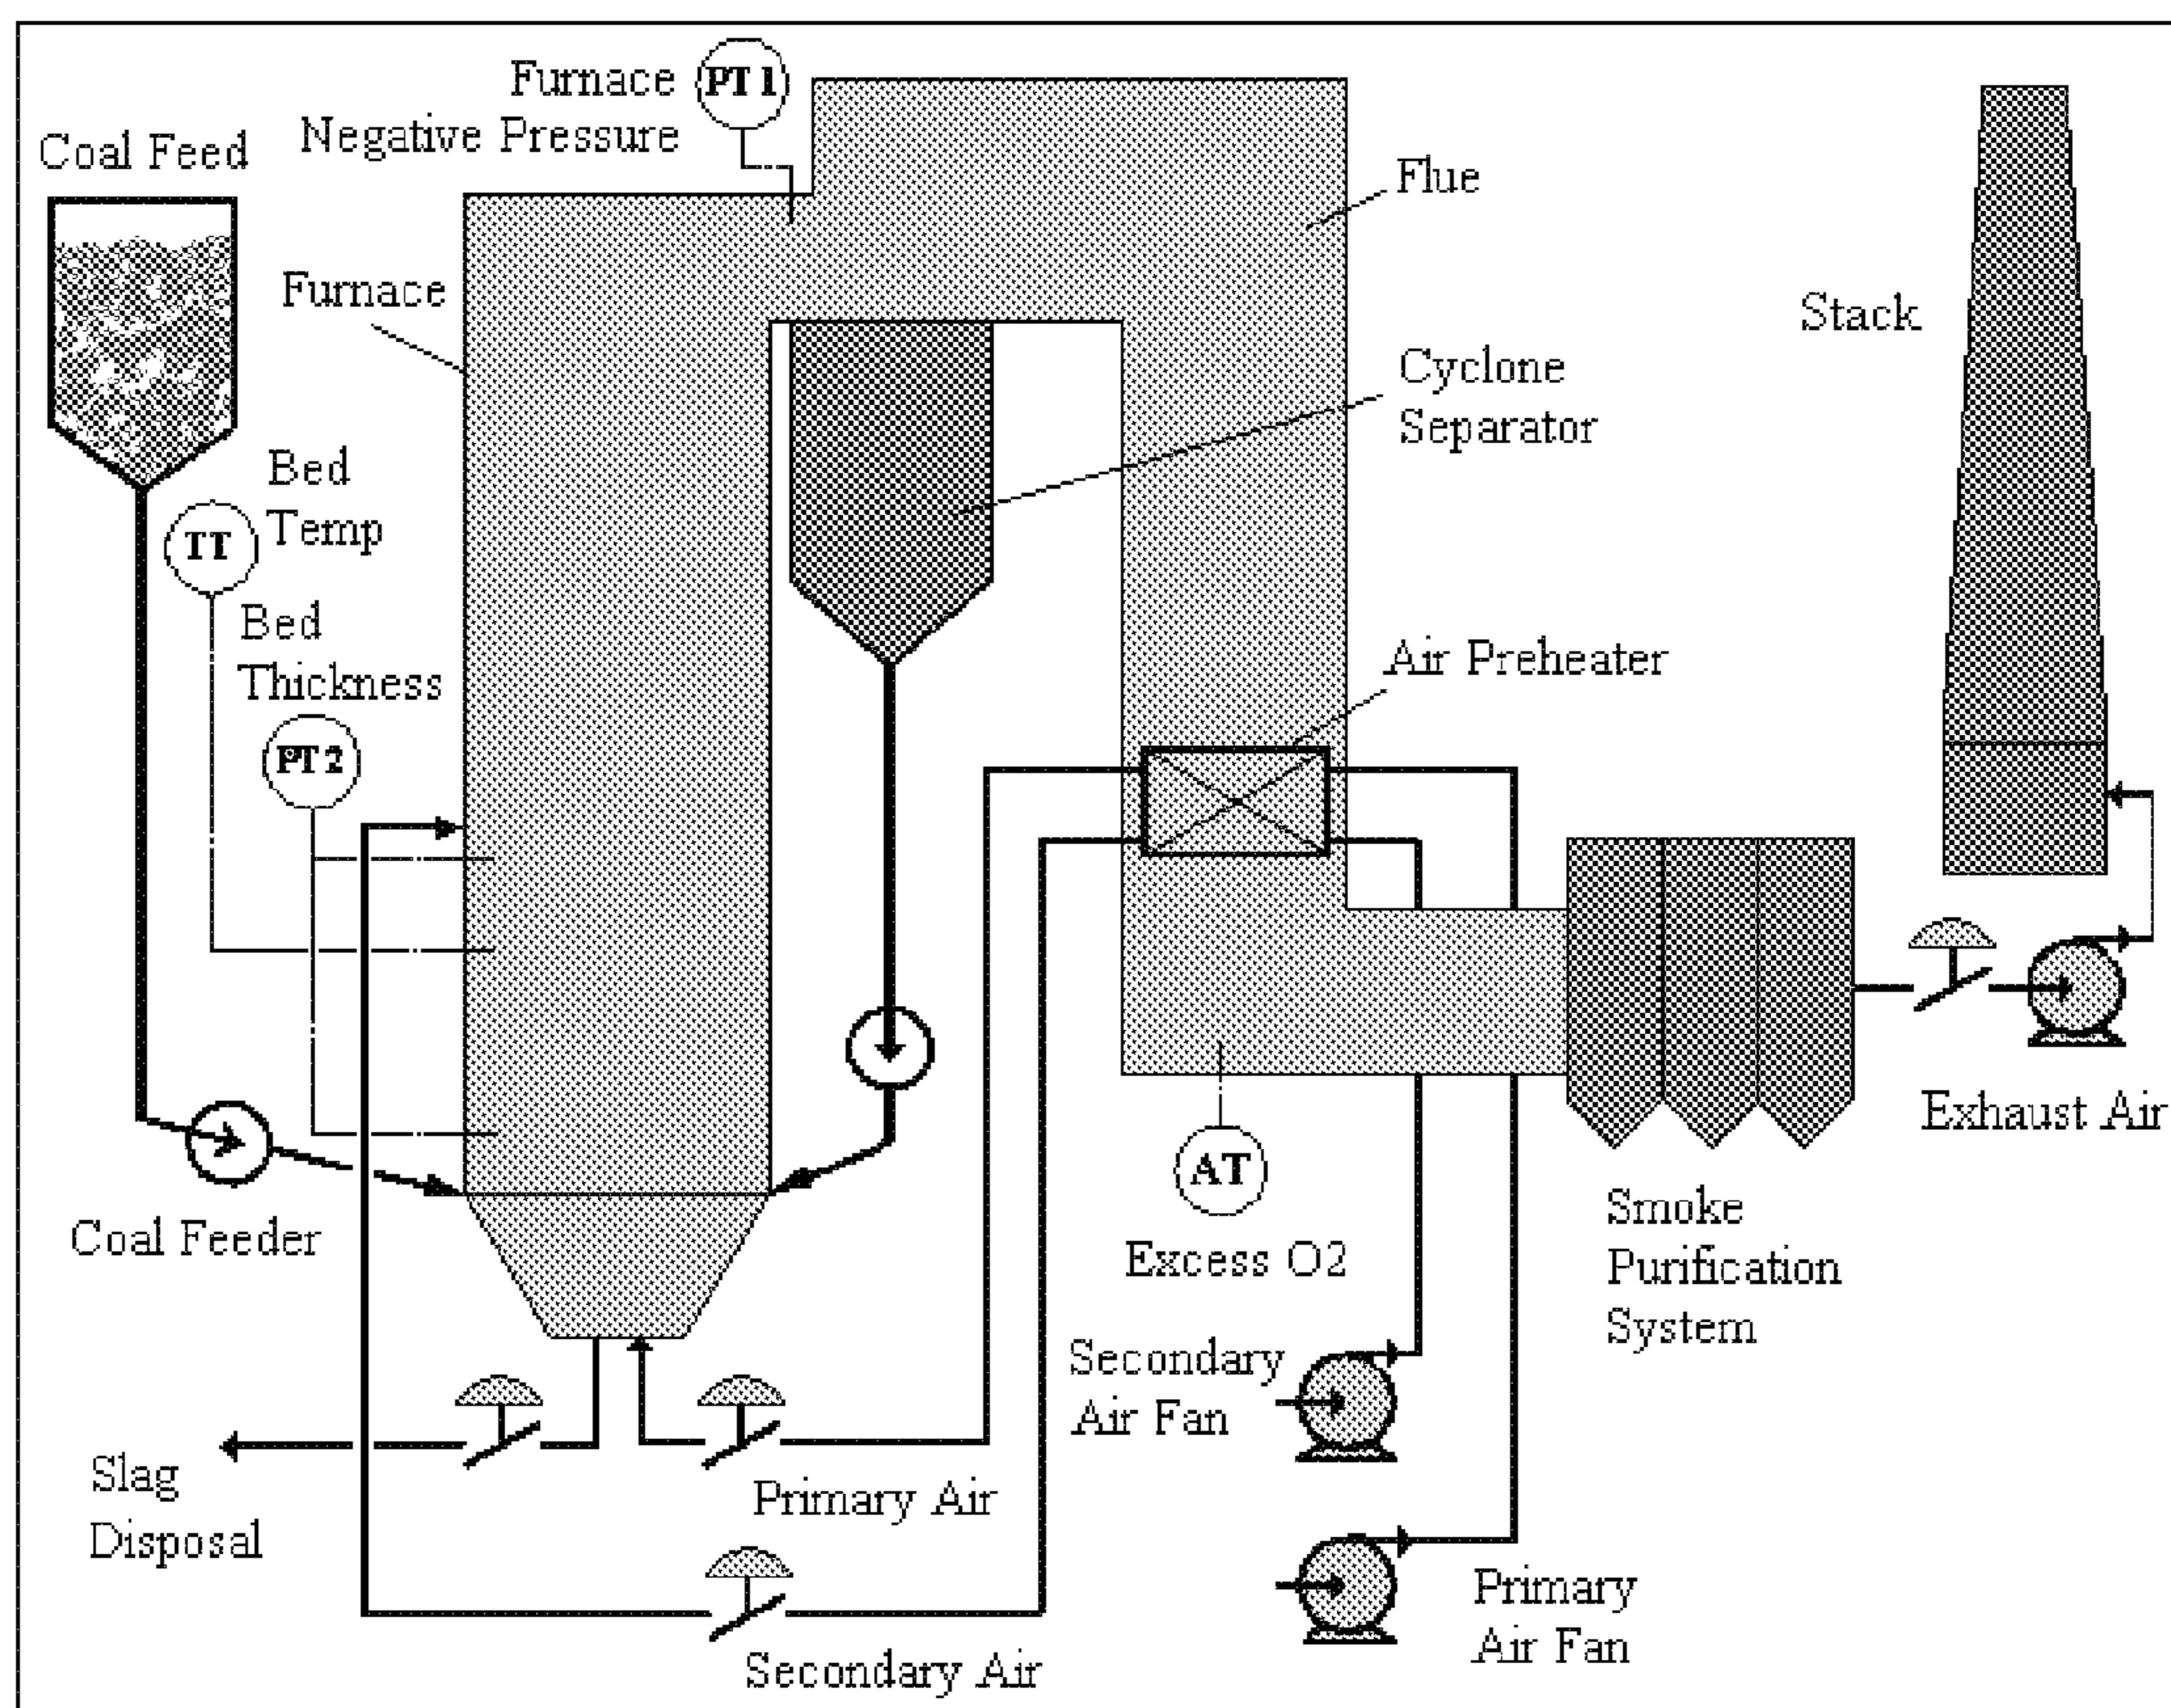 Furnace
Negative Pressure
PT 1
Coal Feed
Flue
Furnace
Stack
Cyclone
Separator
Bed
Temp
TT
Bed
Thickness
PT 2
Air Preheater
Exhaust Air
Coal Feeder
AT
Excess O2
Smoke
Purification
System
Secondary
Air Fan
Slag
Disposal
Primary Air
Primary
Air Fan
Secondary Air